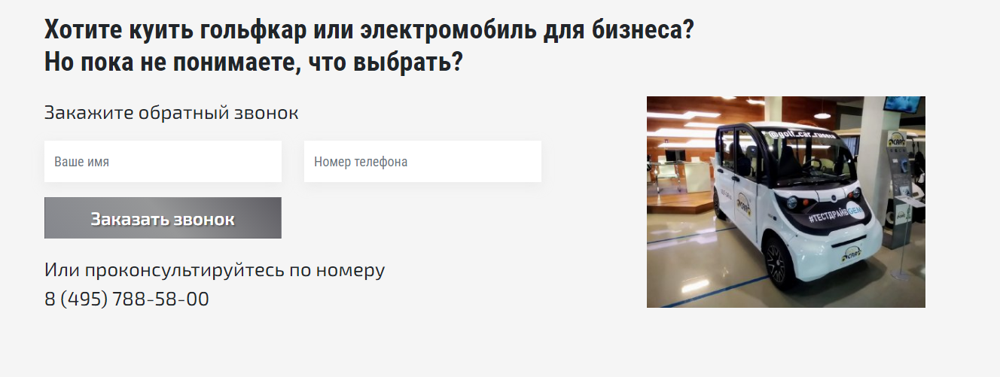 Хотите куить гольфкар или электромобиль для бизнеса?
Но пока не понимаете, что выбрать?
Закажите обратный звонок
Ваше имя
Номер телефона
Заказать звонок
Или проконсультируйтесь по номеру
8 (495) 788-58-00
@golf_car_russia
#ТЕСТДРАЙВ GEM